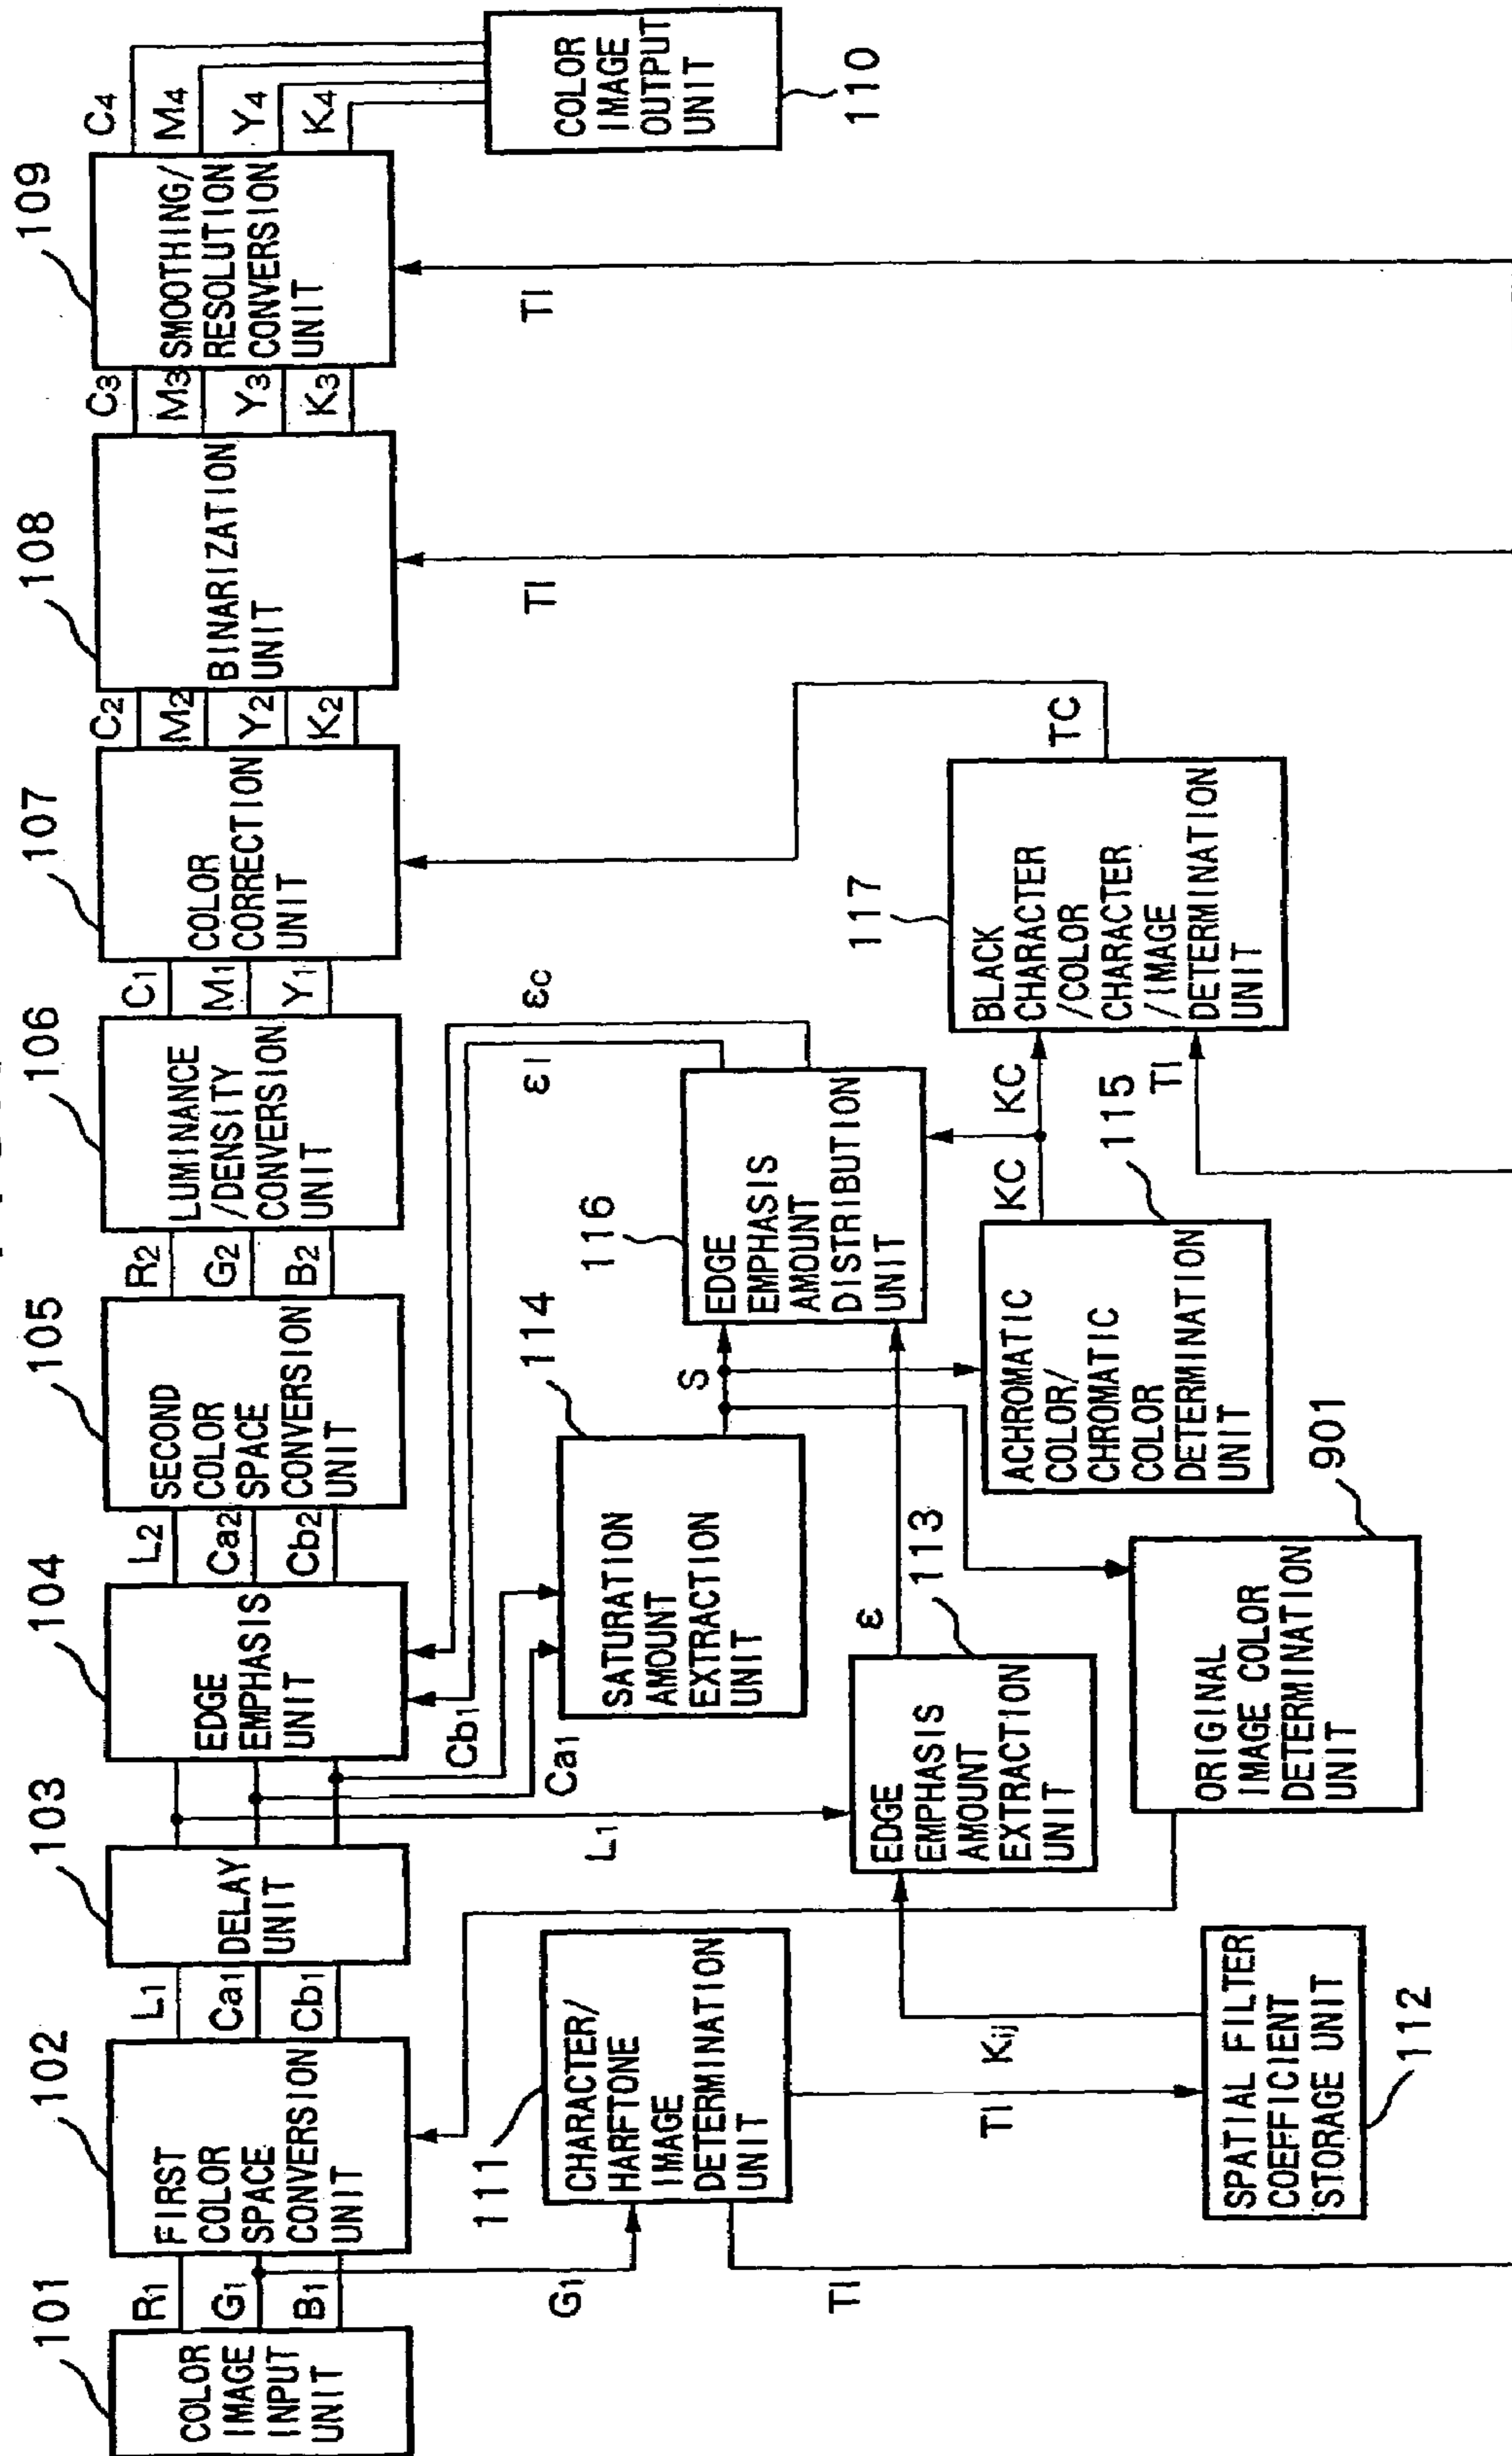 101
COLOR
IMAGE
INPUT
UNIT
R1
G1
B1
102
FIRST
COLOR
SPACE
CONVERSION
UNIT
L1
Ca1
Cb1
103
DELAY
UNIT
104
EDGE
EMPHASIS
UNIT
L2
Ca2
Cb2
105
SECOND
COLOR
SPACE
CONVERSION
UNIT
R2
G2
B2
106
LUMINANCE
/DENSITY
CONVERSION
UNIT
C1
M1
Y1
107
COLOR
CORRECTION
UNIT
C2
M2
Y2
K2
108
BINARIZATION
UNIT
C3
M3
Y3
K3
109
SMOOTHING/
RESOLUTION
CONVERSION
UNIT
C4
M4
Y4
K4
COLOR
IMAGE
OUTPUT
UNIT
110
G1
111
CHARACTER/
HARFTONE
IMAGE
DETERMINATION
UNIT
TI
TI
Kij
SPATIAL FILTER
COEFFICIENT
STORAGE UNIT
112
L1
EDGE
EMPHASIS
AMOUNT
EXTRACTION
UNIT
113
ε
Cb1
Ca1
SATURATION
AMOUNT
EXTRACTION
UNIT
114
S
ORIGINAL
IMAGE COLOR
DETERMINATION
UNIT
901
116
EDGE
EMPHASIS
AMOUNT
DISTRIBUTION
UNIT
εl
εc
ACHROMATIC
COLOR/
CHROMATIC
COLOR
DETERMINATION
UNIT
115
KC
KC
TI
117
BLACK
CHARACTER
/COLOR
CHARACTER
/IMAGE
DETERMINATION
UNIT
TC
TI
TI